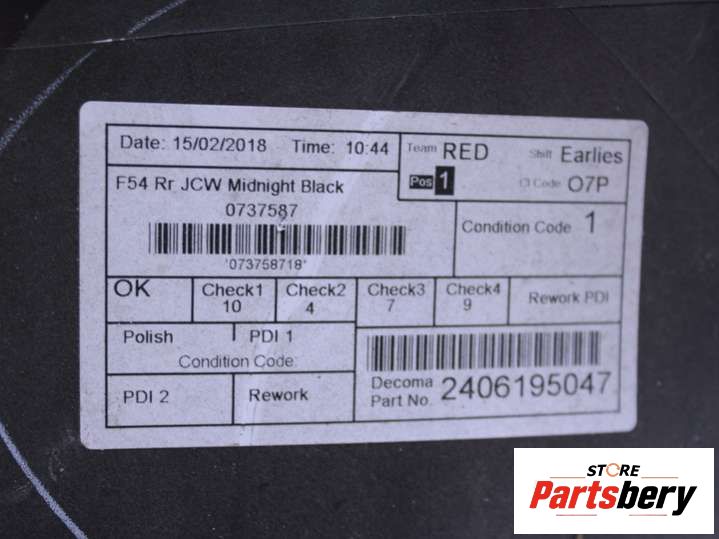 Date: 15/02/2018 Time: 10:44
Team RED Shift Earlies
Pos 1 CI Code O7P
F54 Rr JCW Midnight Black
0737587
'073758718'
Condition Code 1
OK Check1 10 Check2 4 Check3 7 Check4 9 Rework PDI
Polish PDI 1
Condition Code
PDI 2 Rework
Decoma Part No. 2406195047
STORE
Partsbery